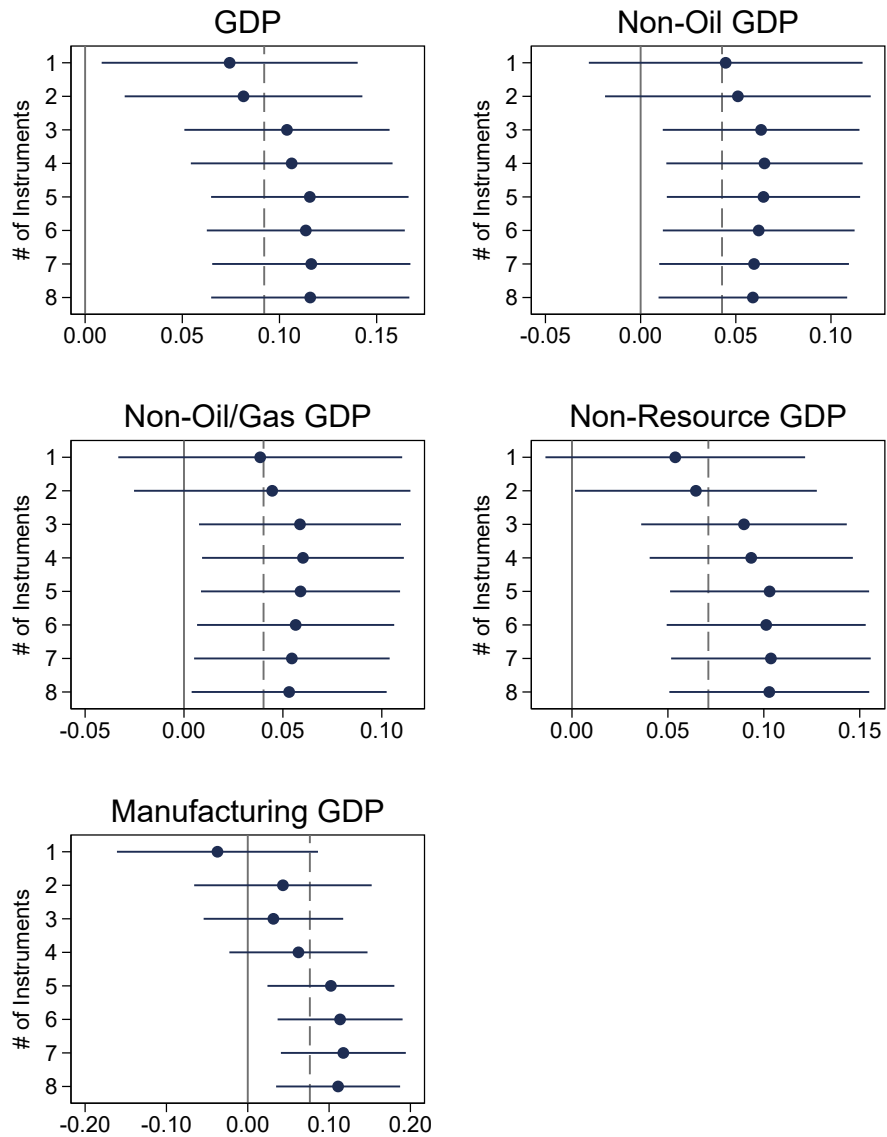 GDP
# of Instruments
1
2
3
4
5
6
7
8
0.00 0.05 0.10 0.15
Non-Oil GDP
# of Instruments
1
2
3
4
5
6
7
8
-0.05 0.00 0.05 0.10
Non-Oil/Gas GDP
# of Instruments
1
2
3
4
5
6
7
8
-0.05 0.00 0.05 0.10
Non-Resource GDP
# of Instruments
1
2
3
4
5
6
7
8
0.00 0.05 0.10 0.15
Manufacturing GDP
# of Instruments
1
2
3
4
5
6
7
8
-0.20 -0.10 0.00 0.10 0.20